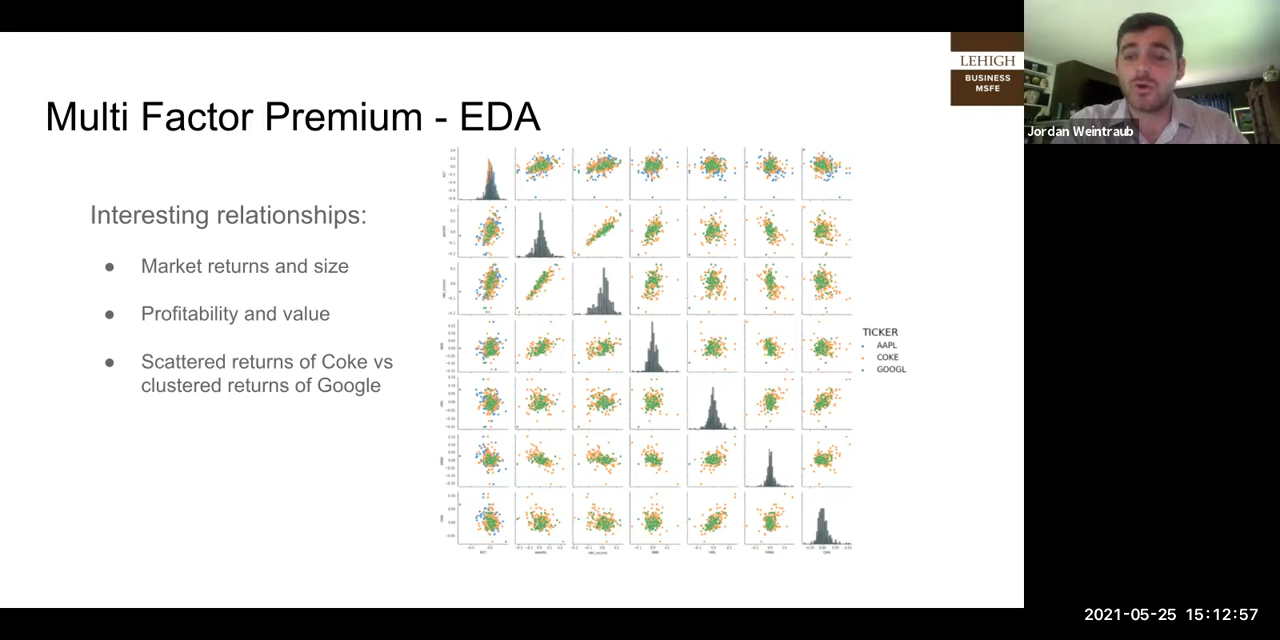 LEHIGH
BUSINESS
MSFE
Jordan Weintraub
Multi Factor Premium - EDA
Interesting relationships:
● Market returns and size
● Profitability and value
● Scattered returns of Coke vs
clustered returns of Google
TICKER
AAPL
COKE
GOOGL
2021-05-25 15:12:57